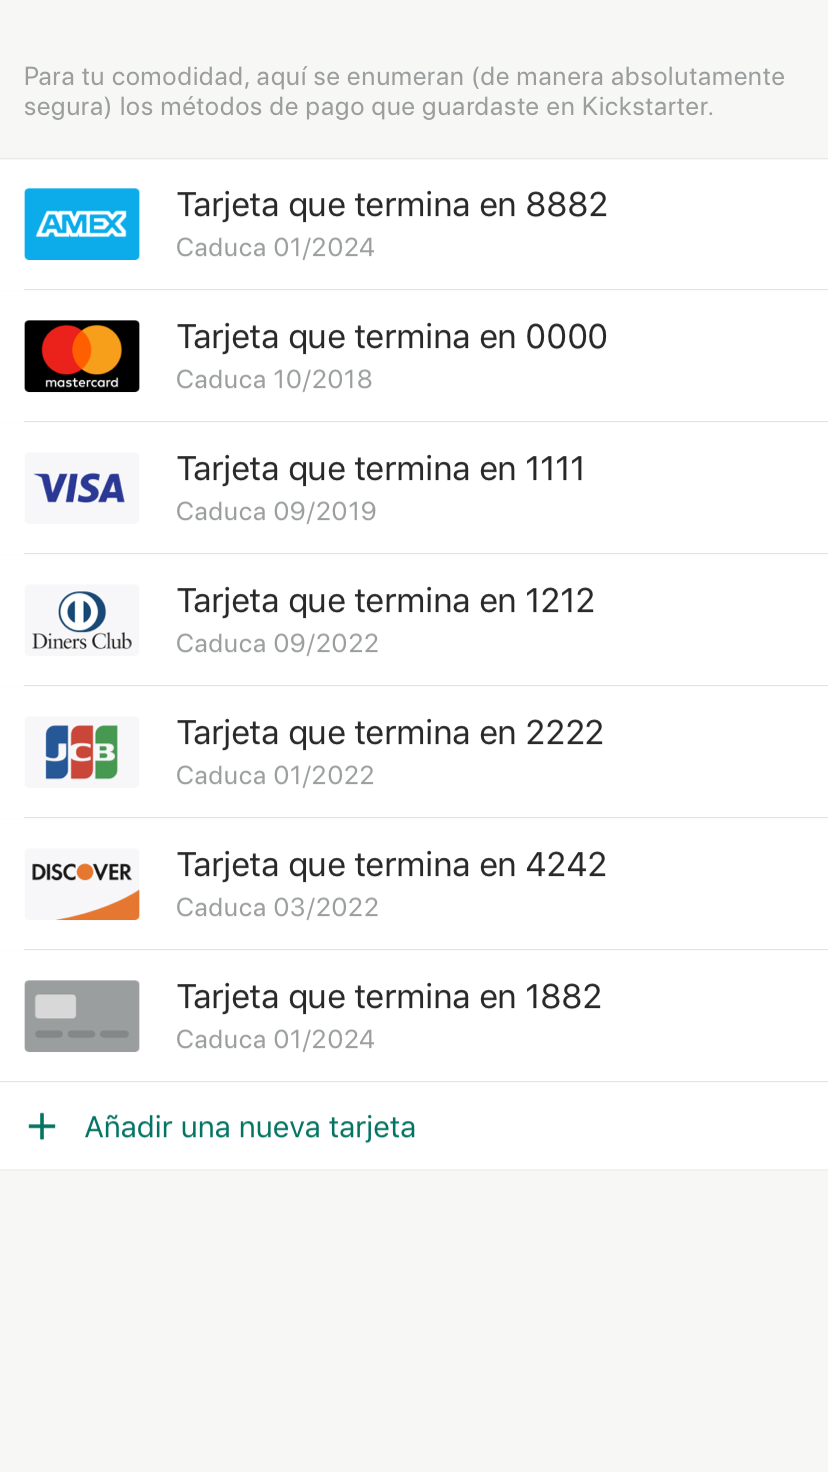 Para tu comodidad, aquí se enumeran (de manera absolutamente
segura) los métodos de pago que guardaste en Kickstarter.
AMEX
Tarjeta que termina en 8882
Caduca 01/2024
mastercard
Tarjeta que termina en 0000
Caduca 10/2018
VISA
Tarjeta que termina en 1111
Caduca 09/2019
Diners Club
Tarjeta que termina en 1212
Caduca 09/2022
JCB
Tarjeta que termina en 2222
Caduca 01/2022
DISCOVER
Tarjeta que termina en 4242
Caduca 03/2022
Tarjeta que termina en 1882
Caduca 01/2024
+ Añadir una nueva tarjeta